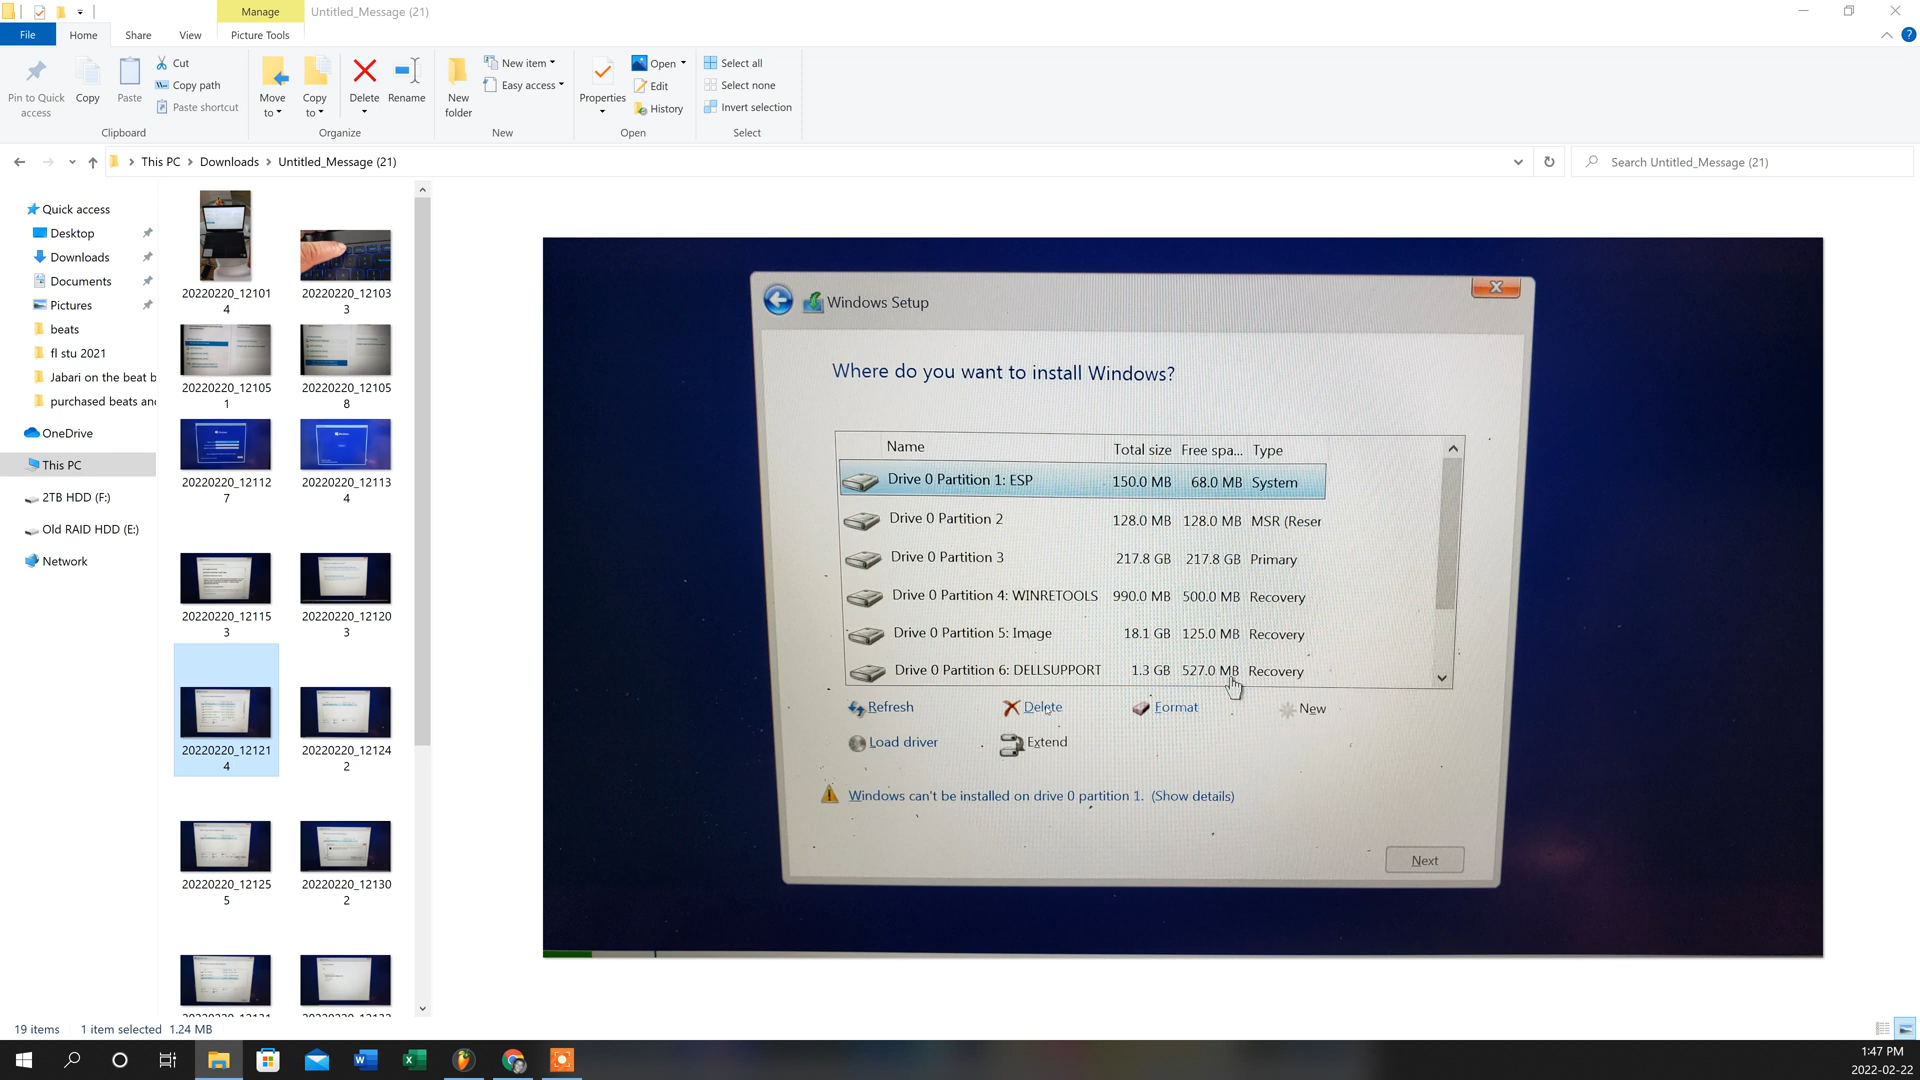 Manage
Untitled_Message (21)
File
Home
Share
View
Picture Tools
Pin to Quick
access
Copy
Paste
Cut
Copy path
Paste shortcut
Clipboard
Move
to
Copy
to
Delete
Rename
Organize
New
folder
New item
Easy access
New
Properties
Open
Edit
History
Open
Select all
Select none
Invert selection
Select
This PC
Downloads
Untitled_Message (21)
Search Untitled_Message (21)
Quick access
Desktop
Downloads
Documents
Pictures
beats
fl stu 2021
Jabari on the beat b
purchased beats and
OneDrive
This PC
2TB HDD (F:)
Old RAID HDD (E:)
Network
20220220_12101
4
20220220_12103
3
20220220_12105
1
20220220_12105
8
20220220_12112
7
20220220_12113
4
20220220_12115
3
20220220_12120
3
20220220_12121
4
20220220_12124
2
20220220_12125
5
20220220_12130
2
Windows Setup
Where do you want to install Windows?
Name Total size Free spa... Type
Drive 0 Partition 1: ESP 150.0 MB 68.0 MB System
Drive 0 Partition 2 128.0 MB 128.0 MB MSR (Reser
Drive 0 Partition 3 217.8 GB 217.8 GB Primary
Drive 0 Partition 4: WINRETOOLS 990.0 MB 500.0 MB Recovery
Drive 0 Partition 5: Image 18.1 GB 125.0 MB Recovery
Drive 0 Partition 6: DELLSUPPORT 1.3 GB 527.0 MB Recovery
Refresh
Delete
Format
New
Load driver
Extend
Windows can't be installed on drive 0 partition 1. (Show details)
Next
19 items
1 item selected 1.24 MB
1:47 PM
2022-02-22